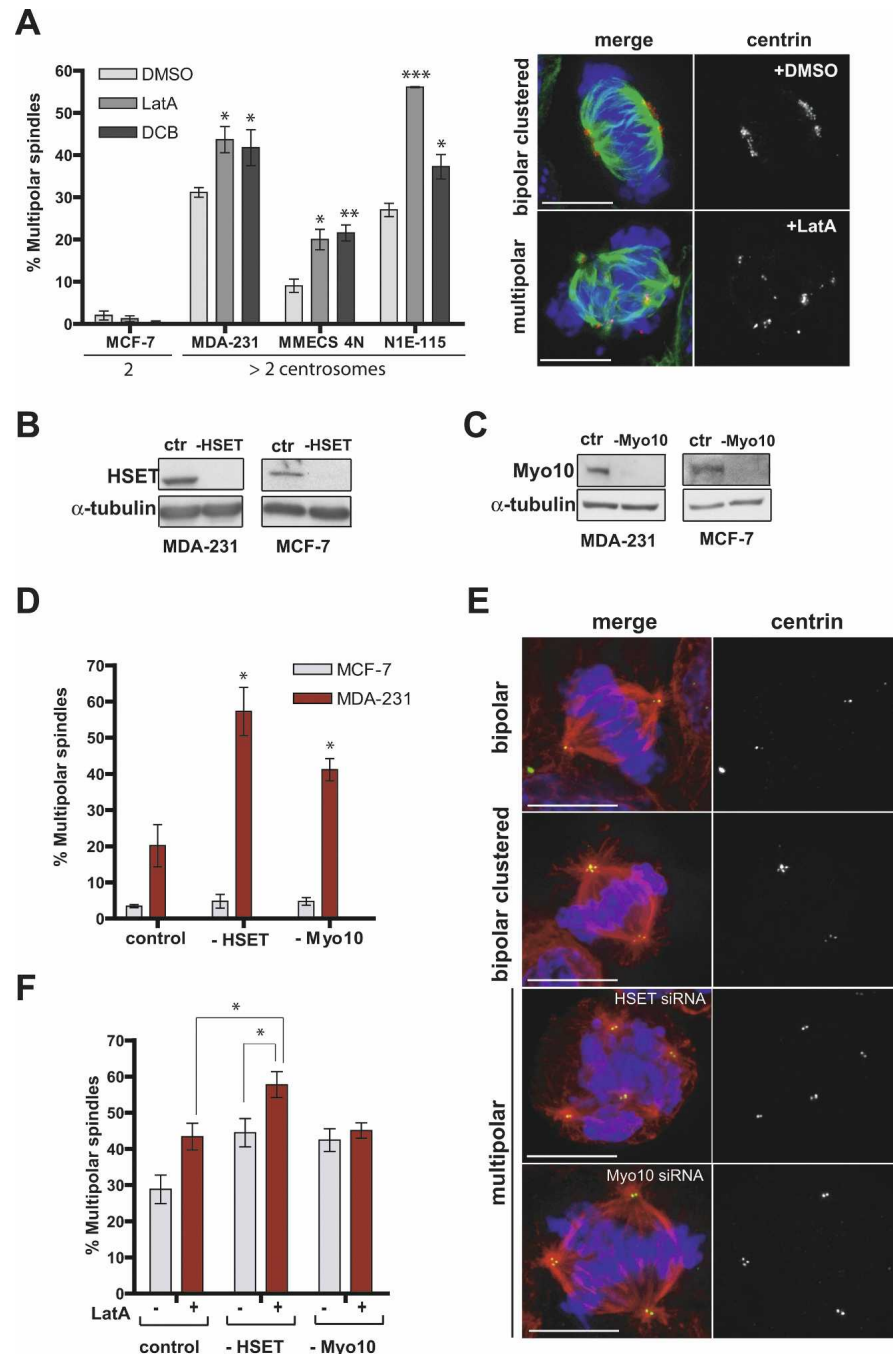 A
% Multipolar spindles
60
50
40
30
20
10
0
DMSO
LatA
DCB
* * * ** *** *
MCF-7 MDA-231 MMECS 4N N1E-115
2 > 2 centrosomes
merge centrin
bipolar clustered
+DMSO
multipolar
+LatA
B
ctr -HSET ctr -HSET
HSET
α-tubulin
MDA-231 MCF-7
C
ctr -Myo10 ctr -Myo10
Myo10
α-tubulin
MDA-231 MCF-7
D
% Multipolar spindles
70
60
50
40
30
20
10
0
MCF-7
MDA-231
* *
control - HSET - Myo10
E
merge centrin
bipolar
bipolar clustered
multipolar
HSET siRNA
Myo10 siRNA
F
% Multipolar spindles
70
60
50
40
30
20
10
0
*
*
LatA - + - + - +
control - HSET - Myo10